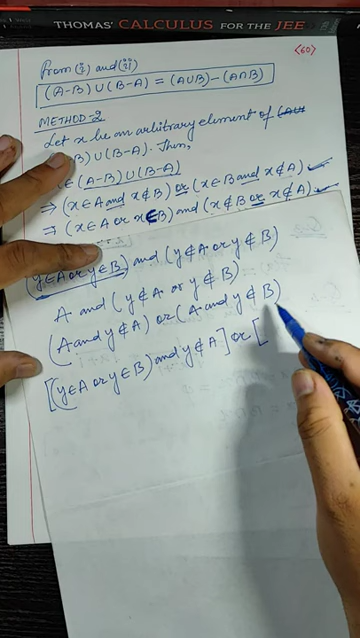 THOMAS' CALCULUS FOR THE JEE
<60>
From (i) and (ii)
(A-B)∪(B-A) = (A∪B)-(A∩B)
METHOD-2
Let x be an arbitrary element of
B)∪(B-A). Then,
∈(A-B)∪(B-A)
⇒ (x∈A and x∉B) or (x∈B and x∉A)
⇒ (x∈A or x∈B) and (x∉B or x∉A)
(y∈A or y∈B) and (y∉A or y∉B)
A and (y∉A or y∉B)
(A and y∉A) or (A and y∉B)
[(y∈A or y∈B) and y∉A] or [